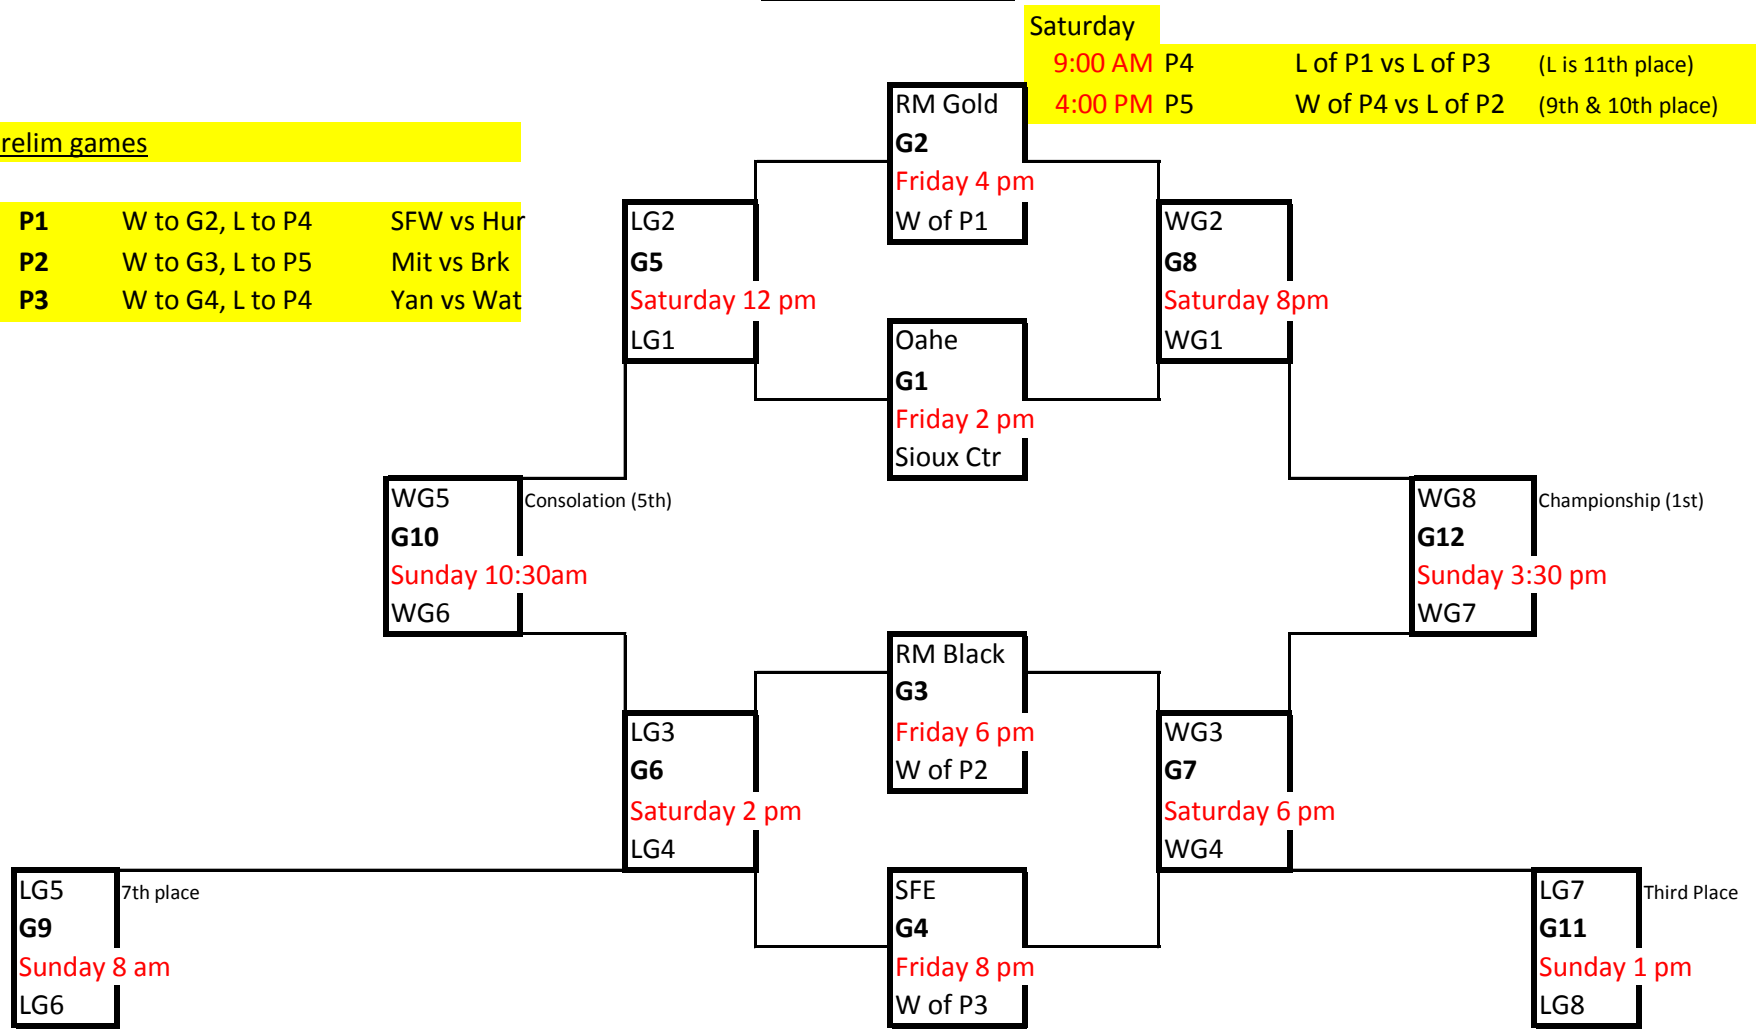 Saturday
9:00 AM P4 L of P1 vs L of P3 (L is 11th place)
4:00 PM P5 W of P4 vs L of P2 (9th & 10th place)
relim games
P1 W to G2, L to P4 SFW vs Hur
P2 W to G3, L to P5 Mit vs Brk
P3 W to G4, L to P4 Yan vs Wat
RM Gold
G2
Friday 4 pm
W of P1
LG2
G5
Saturday 12 pm
LG1
WG2
G8
Saturday 8pm
WG1
Oahe
G1
Friday 2 pm
Sioux Ctr
WG5 Consolation (5th)
G10
Sunday 10:30am
WG6
WG8 Championship (1st)
G12
Sunday 3:30 pm
WG7
RM Black
G3
Friday 6 pm
W of P2
LG3
G6
Saturday 2 pm
LG4
WG3
G7
Saturday 6 pm
WG4
LG5 7th place
G9
Sunday 8 am
LG6
SFE
G4
Friday 8 pm
W of P3
LG7 Third Place
G11
Sunday 1 pm
LG8